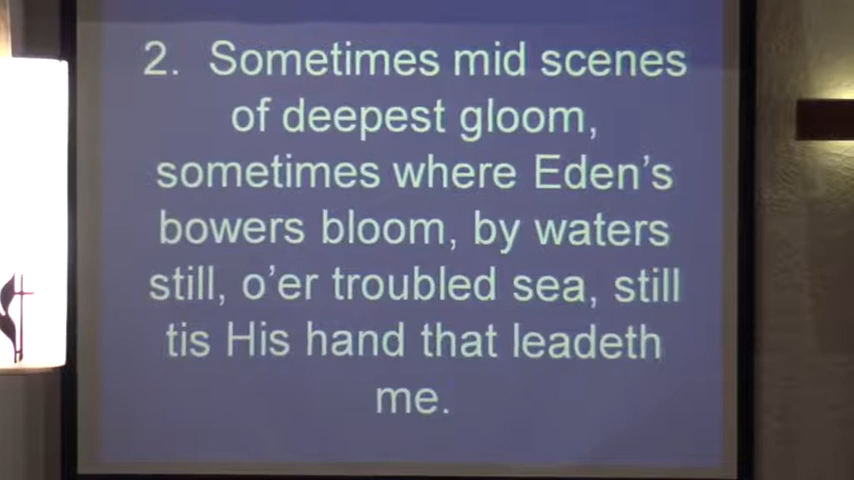 2. Sometimes mid scenes
of deepest gloom,
sometimes where Eden's
bowers bloom, by waters
still, o'er troubled sea, still
tis His hand that leadeth
me.